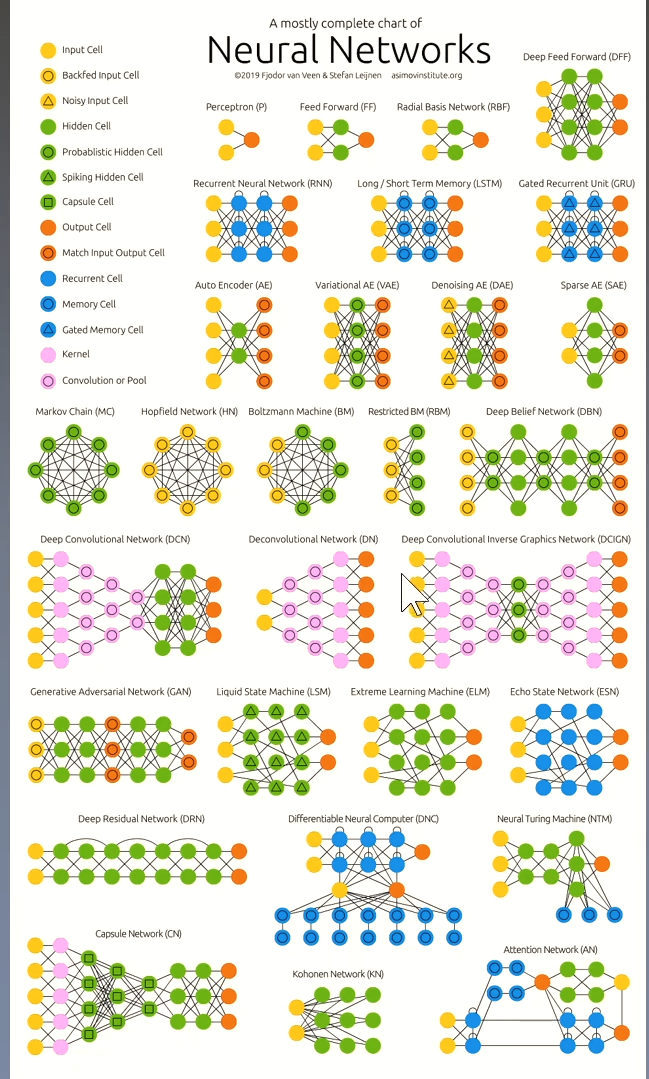 A mostly complete chart of
Neural Networks
©2019 Fjodor van Veen & Stefan Leijnen    asimovinstitute.org
Input Cell
Backfed Input Cell
Noisy Input Cell
Hidden Cell
Probablistic Hidden Cell
Spiking Hidden Cell
Capsule Cell
Output Cell
Match Input Output Cell
Recurrent Cell
Memory Cell
Gated Memory Cell
Kernel
Convolution or Pool
Deep Feed Forward (DFF)
Perceptron (P)    Feed Forward (FF)    Radial Basis Network (RBF)
Recurrent Neural Network (RNN)    Long / Short Term Memory (LSTM)    Gated Recurrent Unit (GRU)
Auto Encoder (AE)    Variational AE (VAE)    Denoising AE (DAE)    Sparse AE (SAE)
Markov Chain (MC)    Hopfield Network (HN)    Boltzmann Machine (BM)    Restricted BM (RBM)    Deep Belief Network (DBN)
Deep Convolutional Network (DCN)    Deconvolutional Network (DN)    Deep Convolutional Inverse Graphics Network (DCIGN)
Generative Adversarial Network (GAN)    Liquid State Machine (LSM)    Extreme Learning Machine (ELM)    Echo State Network (ESN)
Deep Residual Network (DRN)    Differentiable Neural Computer (DNC)    Neural Turing Machine (NTM)
Capsule Network (CN)
Kohonen Network (KN)
Attention Network (AN)